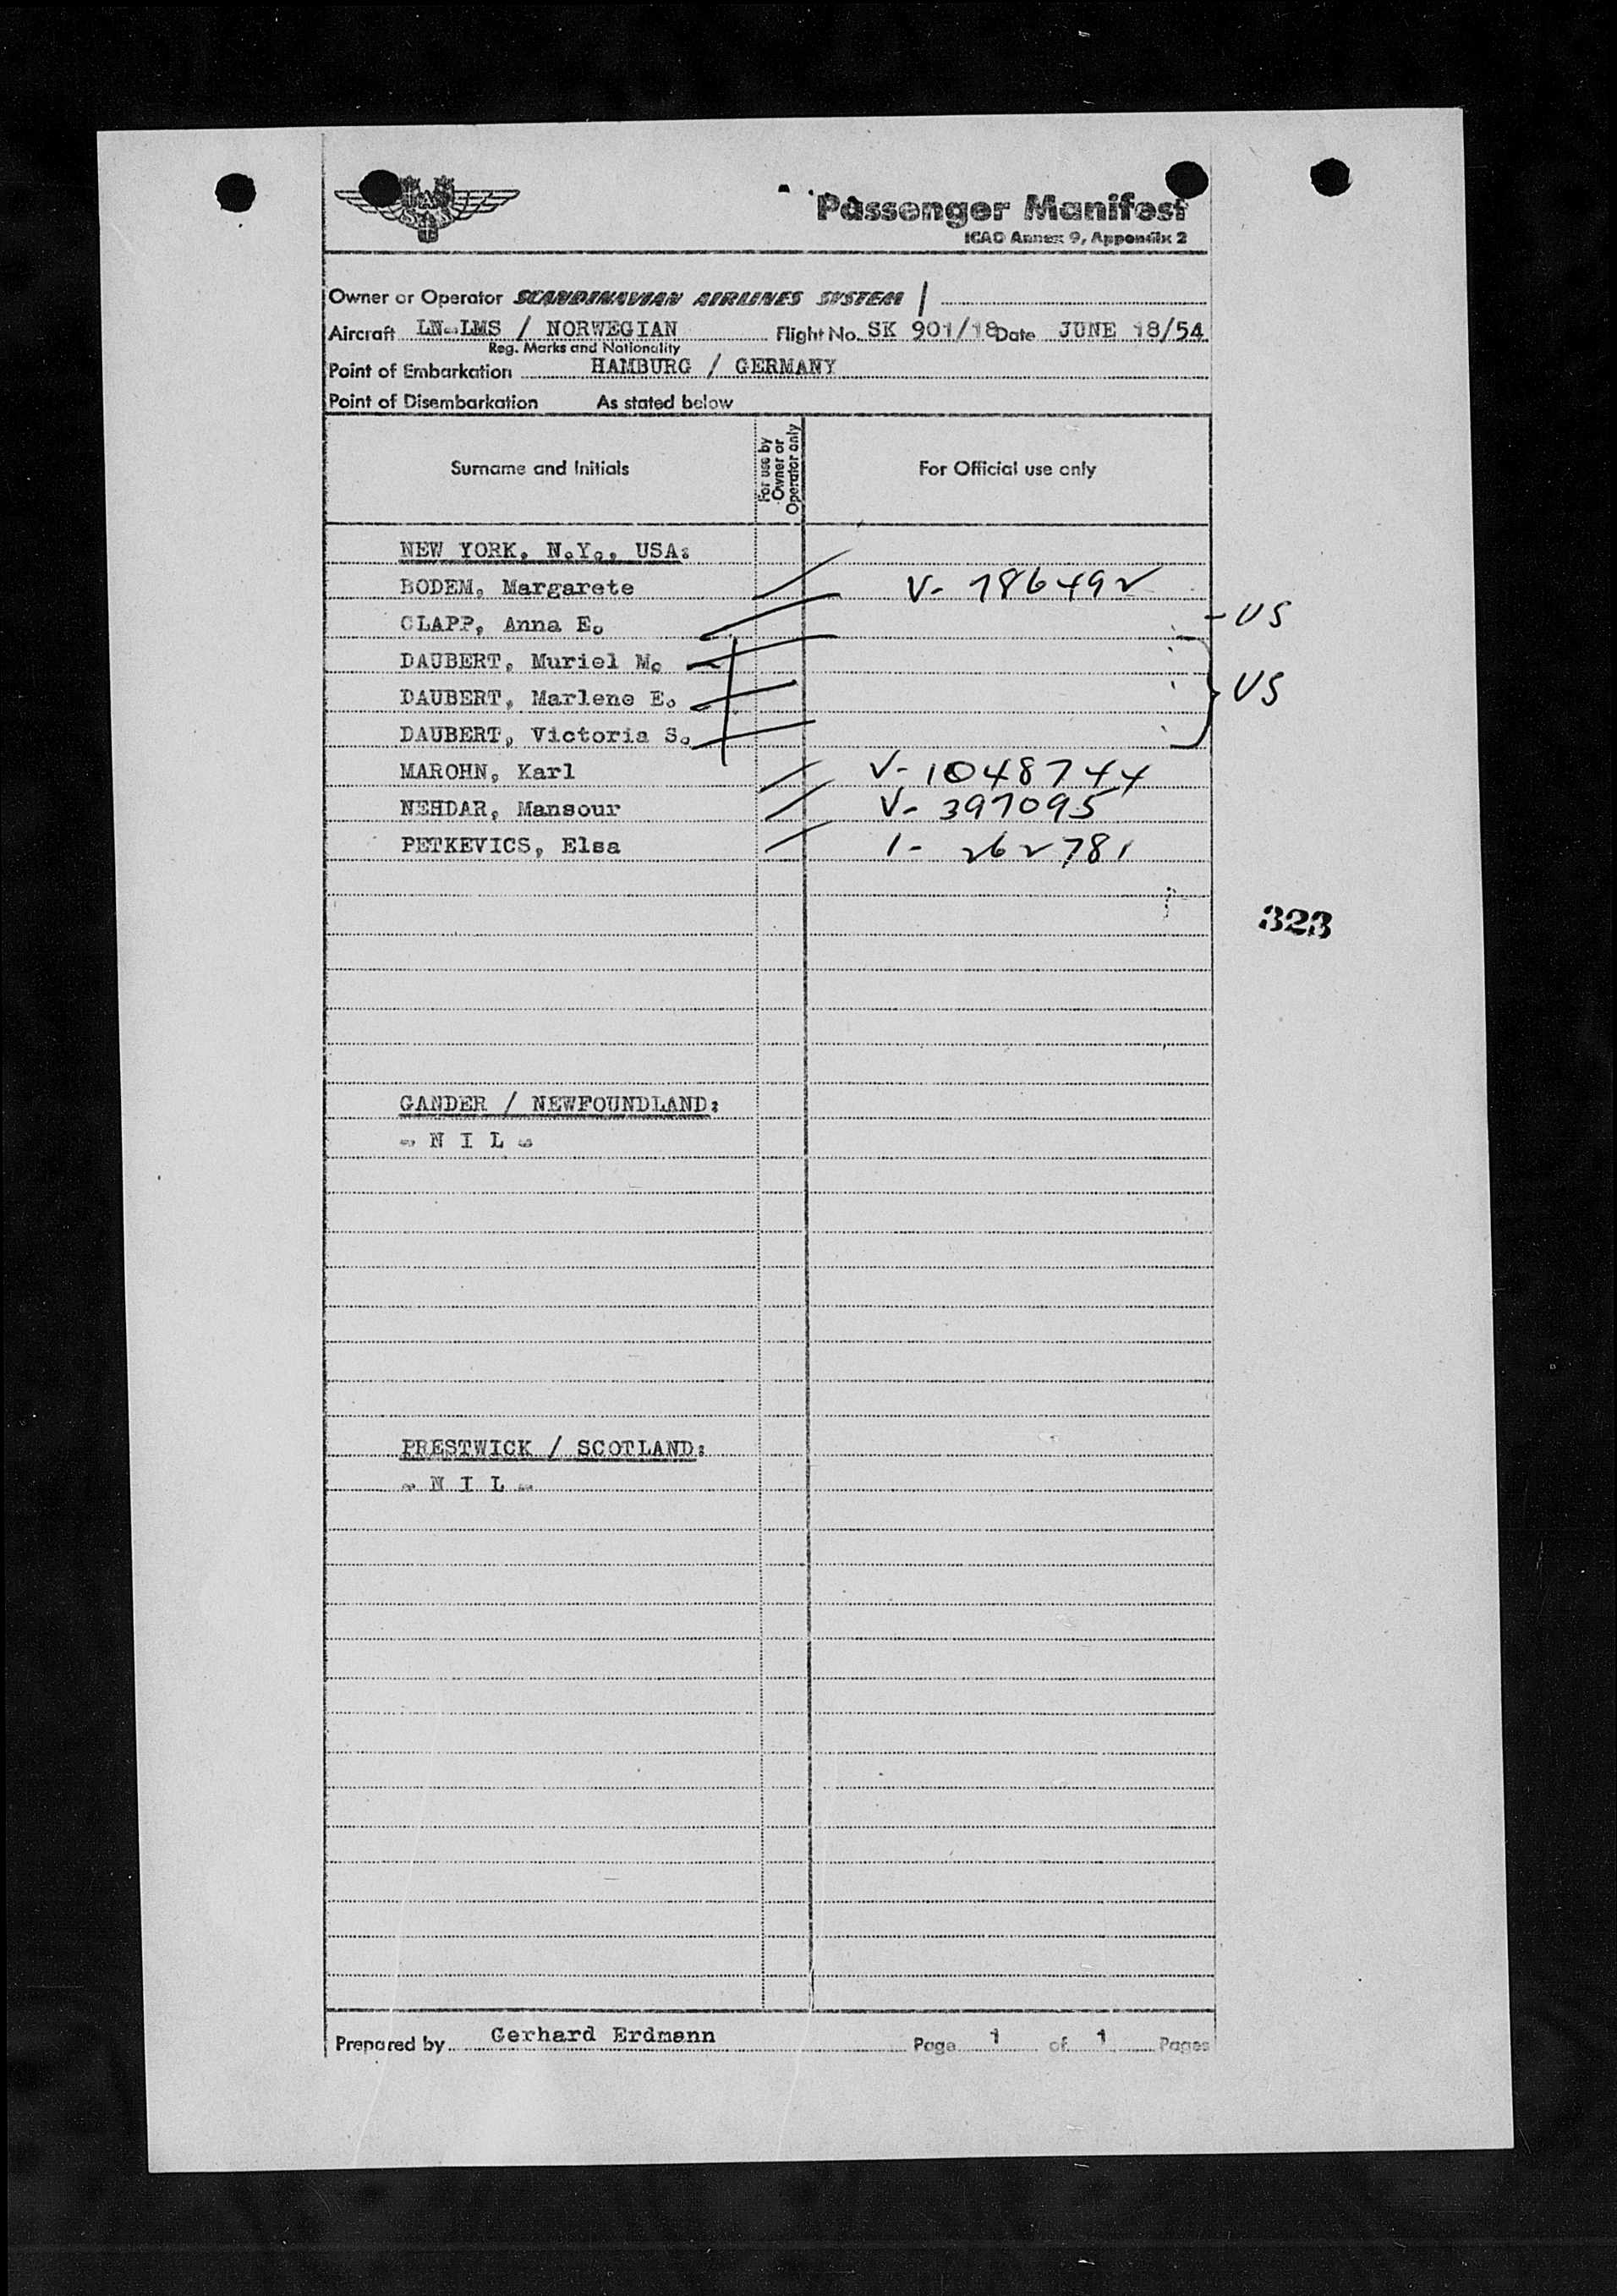 SAS
Passenger Manifest
ICAO Annex 9, Appendix 2
Owner or Operator SCANDINAVIAN AIRLINES SYSTEM /
Aircraft LN-LMS / NORWEGIAN Flight No. SK 901/18 Date JUNE 18/54
Reg. Marks and Nationality
Point of Embarkation HAMBURG / GERMANY
Point of Disembarkation As stated below
Surname and Initials
For use by Owner or Operator only
For Official use only
NEW YORK, N.Y., USA:
BODEM, Margarete V- 786492
CLAPP, Anna E. - US
DAUBERT, Muriel M.
DAUBERT, Marlene E. US
DAUBERT, Victoria S.
MAROHN, Karl V-1048744
NEHDAR, Mansour V- 397095
PETKEVICS, Elsa 1- 262781
323
GANDER / NEWFOUNDLAND:
- N I L -
PRESTWICK / SCOTLAND:
- N I L -
Prepared by Gerhard Erdmann Page 1 of 1 Pages